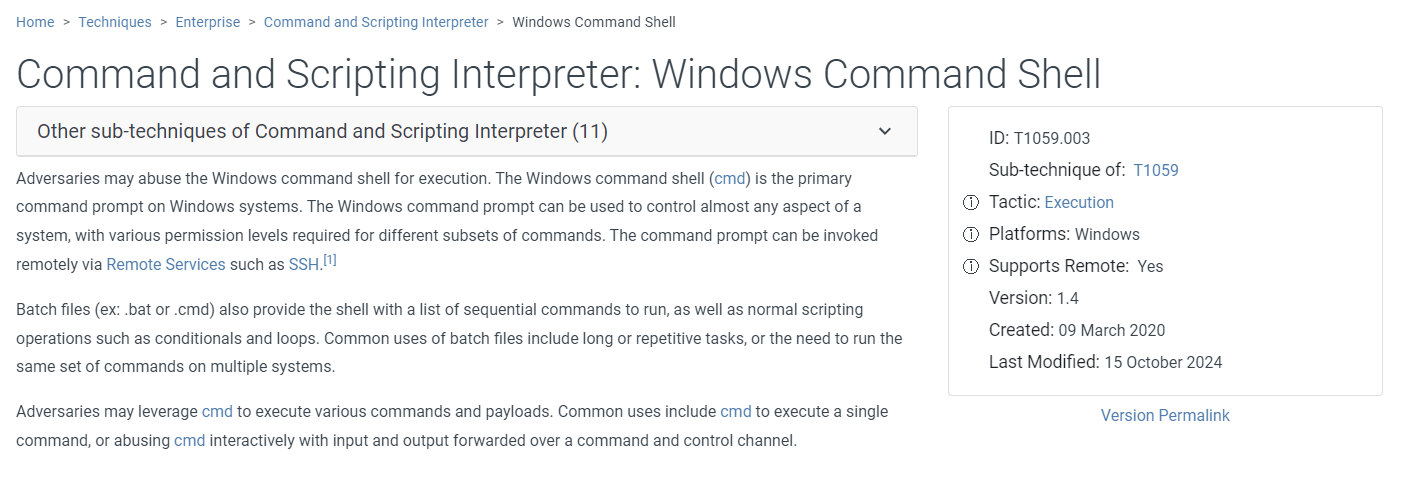 Home > Techniques > Enterprise > Command and Scripting Interpreter > Windows Command Shell
Command and Scripting Interpreter: Windows Command Shell
Other sub-techniques of Command and Scripting Interpreter (11)
Adversaries may abuse the Windows command shell for execution. The Windows command shell (cmd) is the primary
command prompt on Windows systems. The Windows command prompt can be used to control almost any aspect of a
system, with various permission levels required for different subsets of commands. The command prompt can be invoked
remotely via Remote Services such as SSH.[1]
Batch files (ex: .bat or .cmd) also provide the shell with a list of sequential commands to run, as well as normal scripting
operations such as conditionals and loops. Common uses of batch files include long or repetitive tasks, or the need to run the
same set of commands on multiple systems.
Adversaries may leverage cmd to execute various commands and payloads. Common uses include cmd to execute a single
command, or abusing cmd interactively with input and output forwarded over a command and control channel.
ID: T1059.003
Sub-technique of: T1059
Tactic: Execution
Platforms: Windows
Supports Remote: Yes
Version: 1.4
Created: 09 March 2020
Last Modified: 15 October 2024
Version Permalink